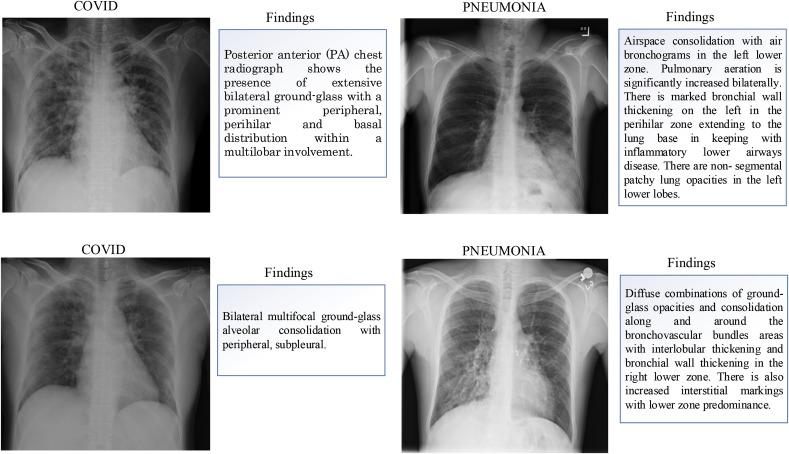 COVID
Findings
Posterior anterior (PA) chest
radiograph shows the
presence of extensive
bilateral ground-glass with a
prominent peripheral,
perihilar and basal
distribution within a
multilobar involvement.
PNEUMONIA
Findings
Airspace consolidation with air
bronchograms in the left lower
zone. Pulmonary aeration is
significantly increased bilaterally.
There is marked bronchial wall
thickening on the left in the
perihilar zone extending to the
lung base in keeping with
inflammatory lower airways
disease. There are non- segmental
patchy lung opacities in the left
lower lobes.
COVID
Findings
Bilateral multifocal ground-glass
alveolar consolidation with
peripheral, subpleural.
PNEUMONIA
Findings
Diffuse combinations of ground-
glass opacities and consolidation
along and around the
bronchovascular bundles areas
with interlobular thickening and
bronchial wall thickening in the
right lower zone. There is also
increased interstitial markings
with lower zone predominance.